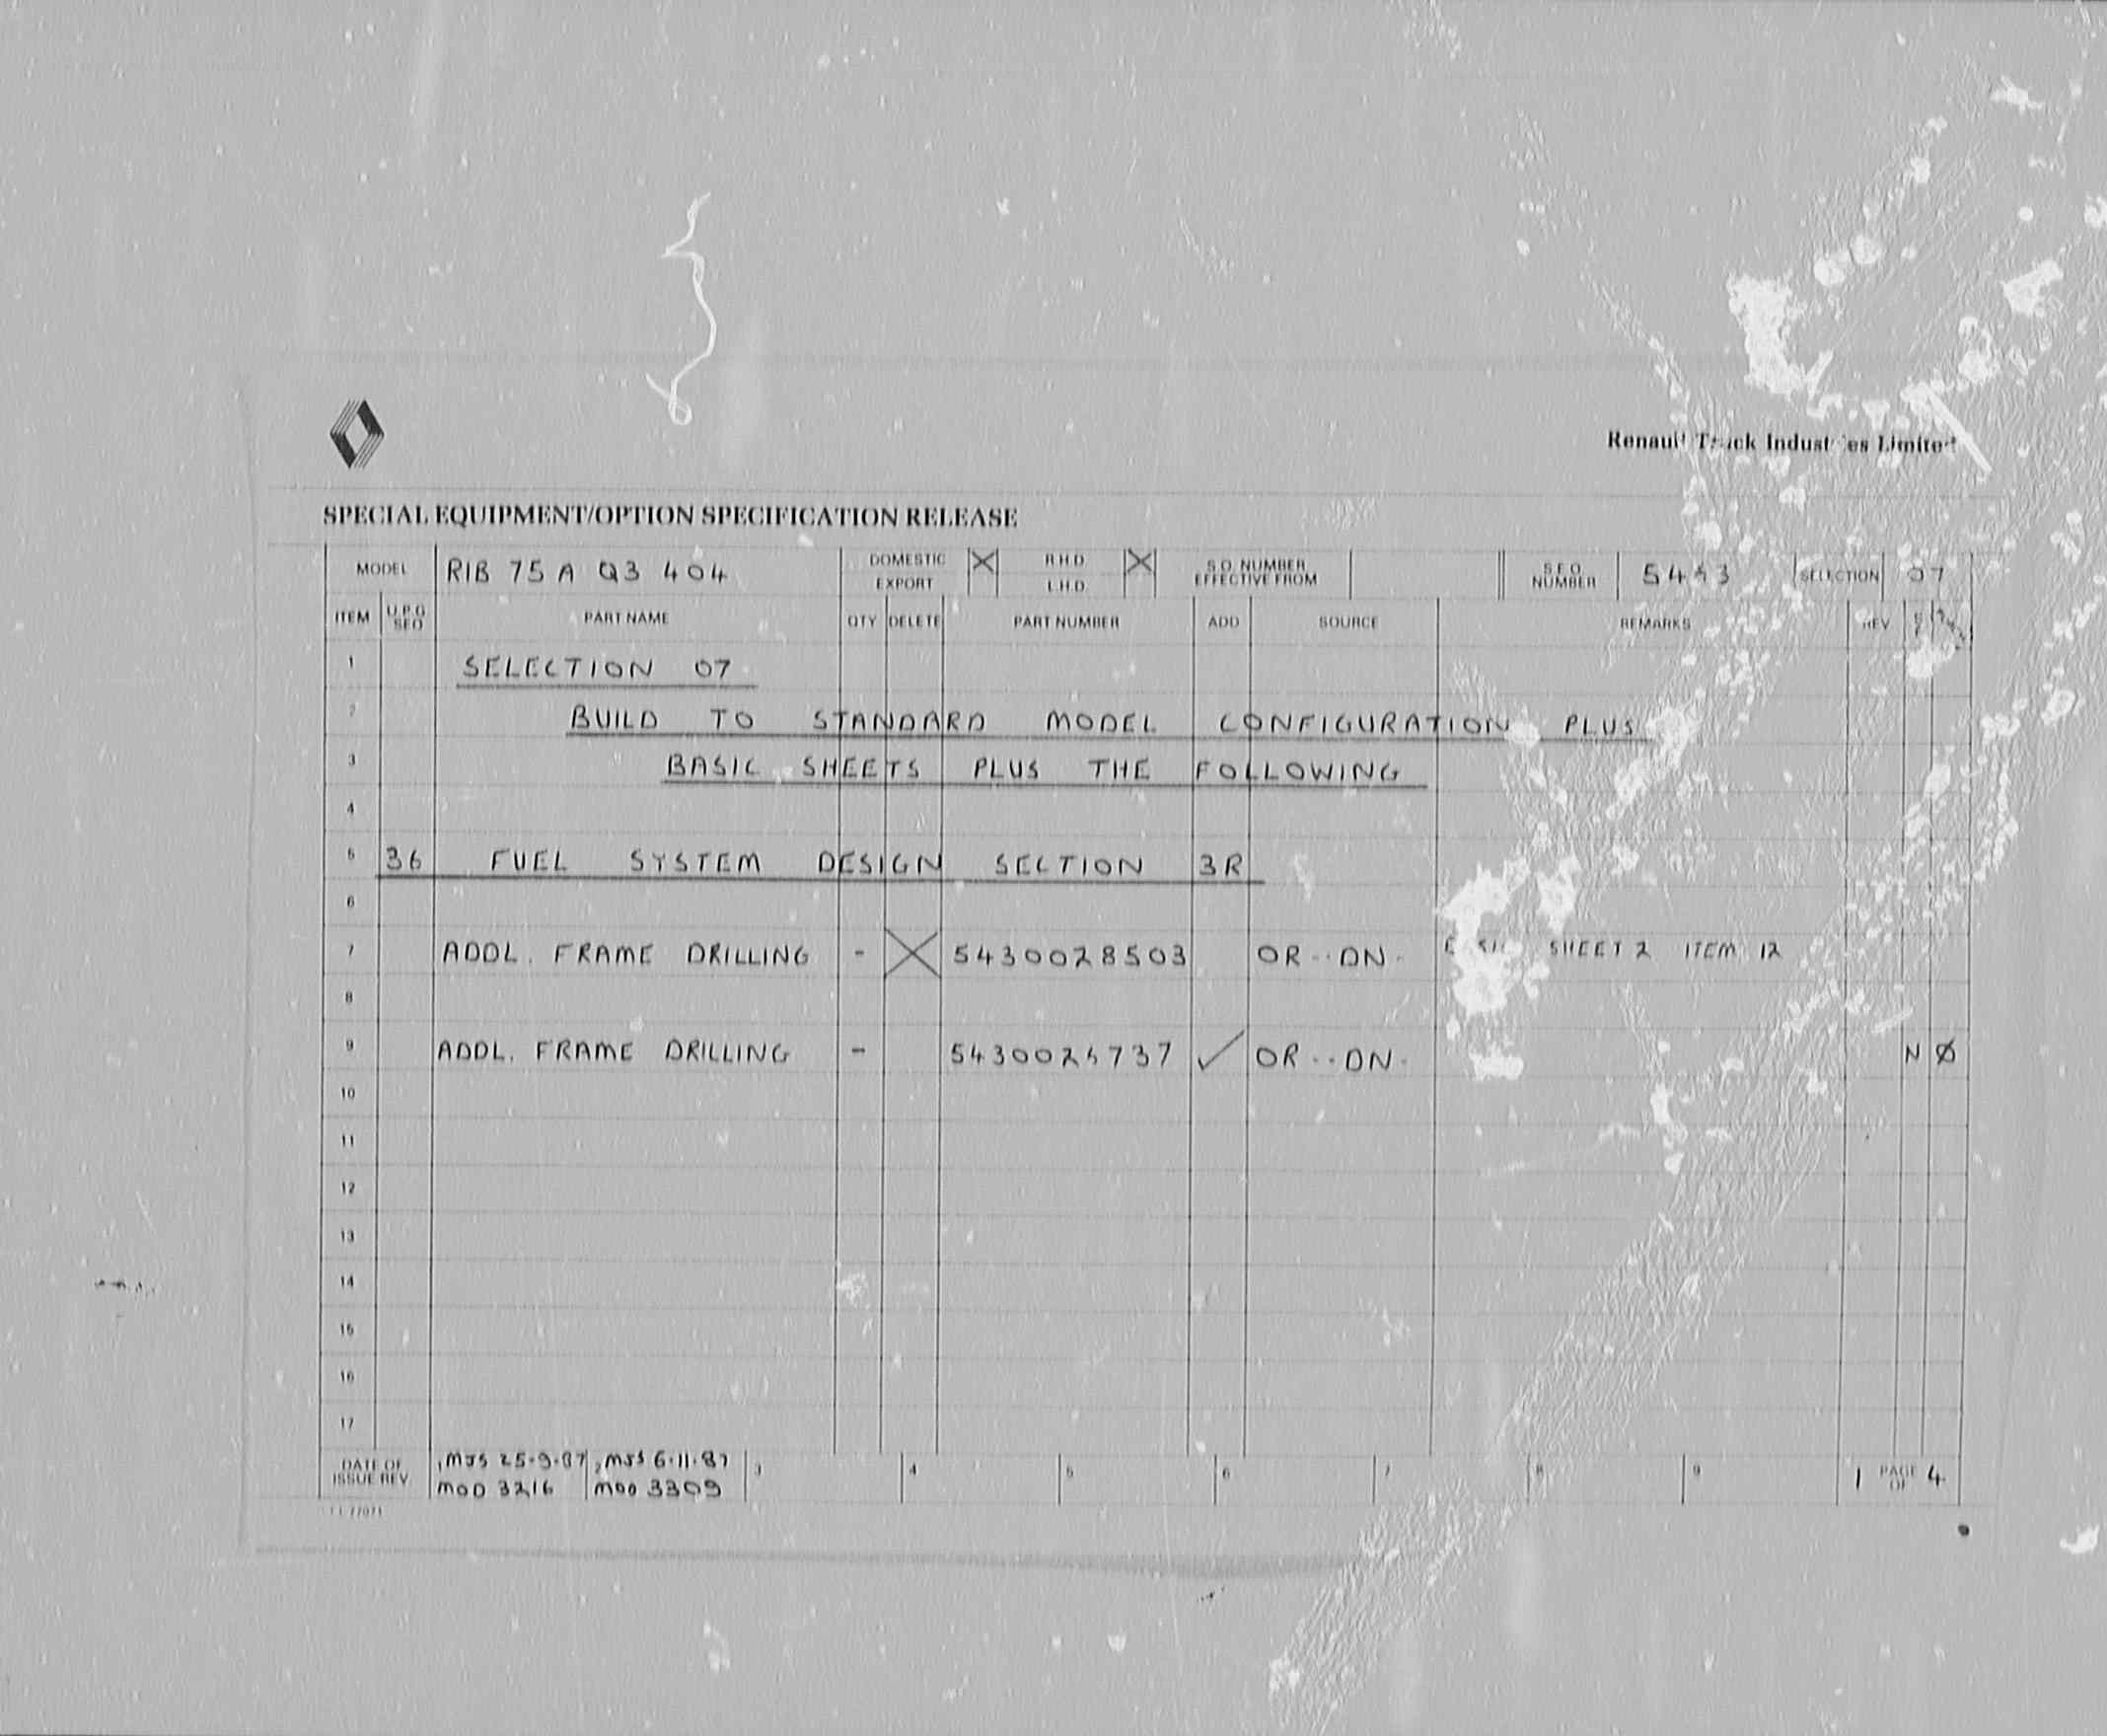 Renault Truck Industries Limited
SPECIAL EQUIPMENT/OPTION SPECIFICATION RELEASE
MODEL RIB 75 A Q3 404 DOMESTIC X R.H.D X S.O. NUMBER S.F.O. 5443 SELECTION 07
EXPORT L.H.D EFFECTIVE FROM NUMBER
ITEM U.P.G SEQ PART NAME QTY DELETE PART NUMBER ADD SOURCE REMARKS REV
1 SELECTION 07
2 BUILD TO STANDARD MODEL CONFIGURATION PLUS
3 BASIC SHEETS PLUS THE FOLLOWING
4
5 36 FUEL SYSTEM DESIGN SECTION 3R
6
7 ADDL. FRAME DRILLING - X 5430028503 OR--DN- SHEET 2 ITEM 12
8
9 ADDL. FRAME DRILLING - ✓ OR--DN- N Ø
10
11
12
13
14
15
16
17
DATE OF 1 MJS 25-9-87 2 MJS 6-11-87 3 4 5 6 7 8 9 1 PAGE 4
ISSUE REV MOD 3216 MOD 3309 OF